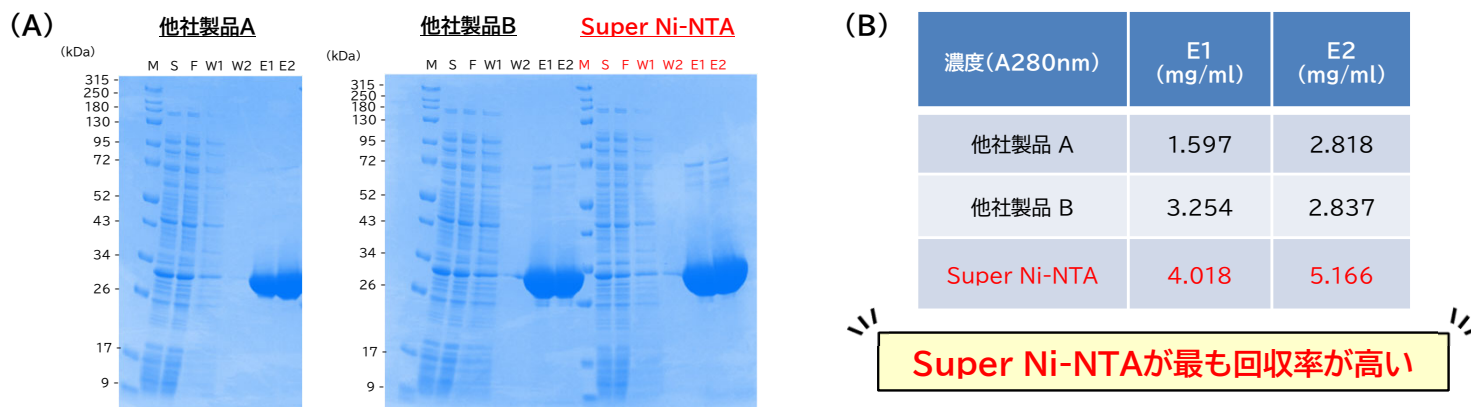 (A)
他社製品A
(kDa)
M S F W1 W2 E1 E2
315
250
180
130
95
72
52
43
34
26
17
9
他社製品B Super Ni-NTA
(kDa)
M S F W1 W2 E1 E2 M S F W1 W2 E1 E2
315
250
180
130
95
72
52
43
34
26
17
9
(B)
濃度(A280nm) E1 (mg/ml) E2 (mg/ml)
他社製品 A 1.597 2.818
他社製品 B 3.254 2.837
Super Ni-NTA 4.018 5.166
Super Ni-NTAが最も回収率が高い